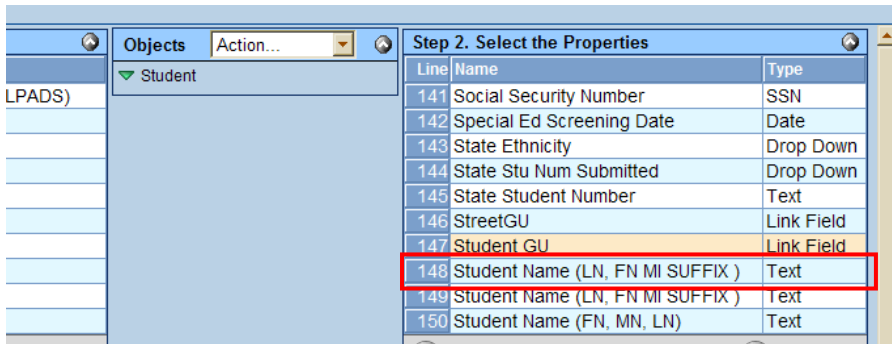 Objects Action... Step 2. Select the Properties
Student
LPADS)
Line Name Type
141 Social Security Number SSN
142 Special Ed Screening Date Date
143 State Ethnicity Drop Down
144 State Stu Num Submitted Drop Down
145 State Student Number Text
146 StreetGU Link Field
147 Student GU Link Field
148 Student Name (LN, FN MI SUFFIX ) Text
149 Student Name (LN, FN MI SUFFIX ) Text
150 Student Name (FN, MN, LN) Text